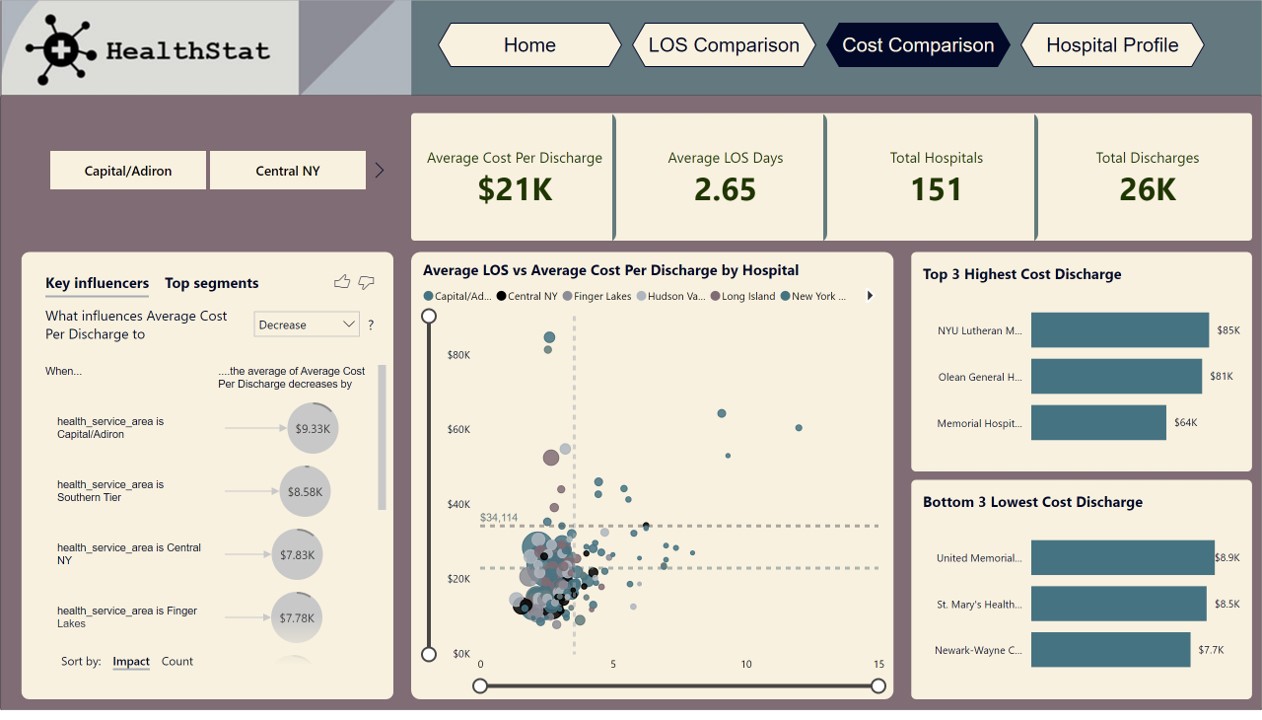 HealthStat
Home
LOS Comparison
Cost Comparison
Hospital Profile
Capital/Adiron
Central NY
Average Cost Per Discharge
$21K
Average LOS Days
2.65
Total Hospitals
151
Total Discharges
26K
Key influencers
Top segments
What influences Average Cost
Per Discharge to
Decrease
?
When...
....the average of Average Cost
Per Discharge decreases by
health_service_area is
Capital/Adiron
$9.33K
health_service_area is
Southern Tier
$8.58K
health_service_area is Central
NY
$7.83K
health_service_area is Finger
Lakes
$7.78K
Sort by: Impact Count
Average LOS vs Average Cost Per Discharge by Hospital
Capital/Ad... Central NY Finger Lakes Hudson Va... Long Island New York ...
$80K
$60K
$40K
$34,114
$20K
$0K
0 5 10 15
Top 3 Highest Cost Discharge
NYU Lutheran M... $85K
Olean General H... $81K
Memorial Hospit... $64K
Bottom 3 Lowest Cost Discharge
United Memorial... $8.9K
St. Mary's Health... $8.5K
Newark-Wayne C... $7.7K